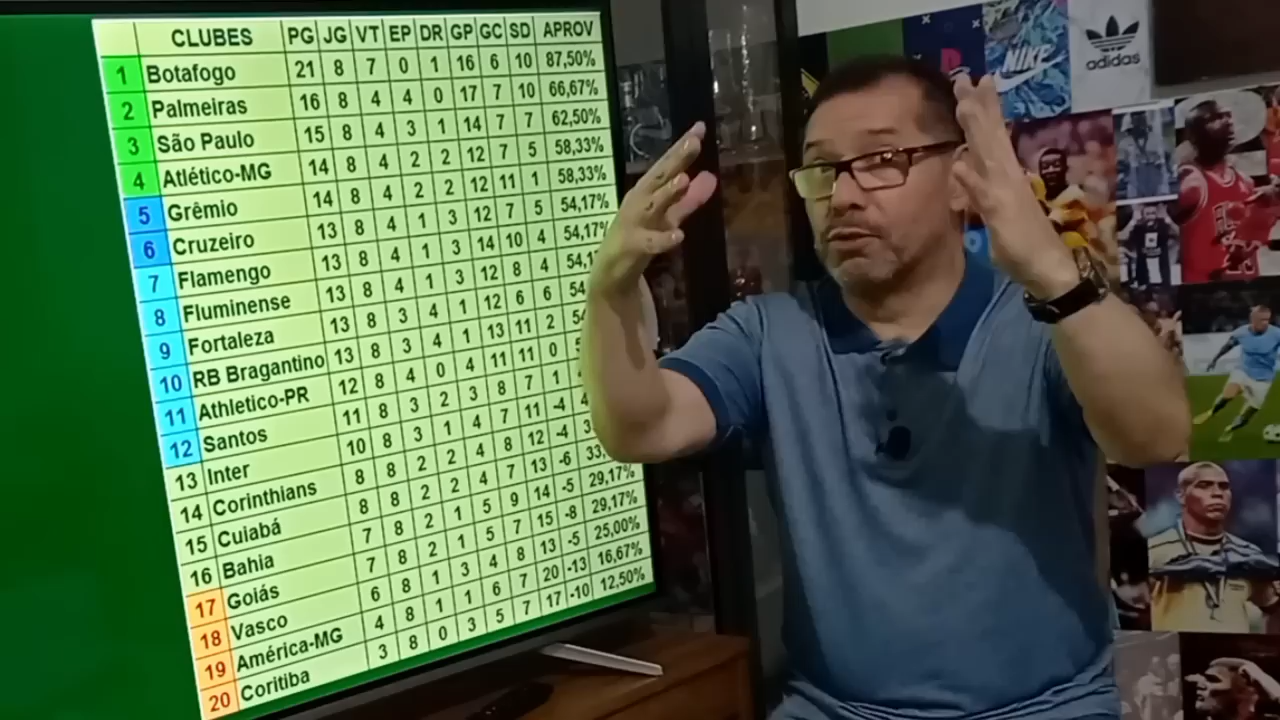 CLUBES PG JG VT EP DR GP GC SD APROV
1 Botafogo 21 8 7 0 1 16 6 10 87,50%
2 Palmeiras 16 8 4 4 0 17 7 10 66,67%
3 São Paulo 15 8 4 3 1 14 7 7 62,50%
4 Atlético-MG 14 8 4 2 2 12 7 5 58,33%
5 Grêmio 14 8 4 2 2 12 11 1 58,33%
6 Cruzeiro 13 8 4 1 3 12 7 5 54,17%
7 Flamengo 13 8 4 1 3 14 10 4 54,17%
8 Fluminense 13 8 4 1 3 12 8 4 54,1
9 Fortaleza 13 8 3 4 1 12 6 6 54
10 RB Bragantino 13 8 3 4 1 13 11 2
11 Athletico-PR 12 8 4 0 4 11 11 0
12 Santos 11 8 3 2 3 8 7 1
13 Inter 10 8 3 1 4 7 11 -4
14 Corinthians 8 8 2 2 4 8 12 -4
15 Cuiabá 8 8 2 2 4 7 13 -6 33,
16 Bahia 7 8 2 1 5 9 14 -5 29,17%
17 Goiás 7 8 2 1 5 7 15 -8 29,17%
18 Vasco 6 8 1 3 4 8 13 -5 25,00%
19 América-MG 4 8 1 1 6 7 20 -13 16,67%
20 Coritiba 3 8 0 3 5 7 17 -10 12,50%
NIKE
adidas